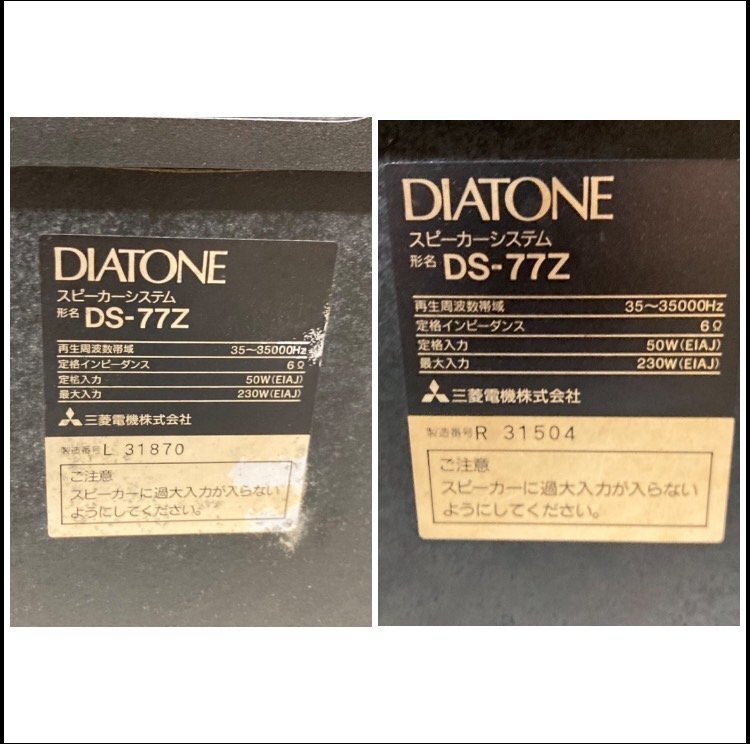 DIATONE
スピーカーシステム
形名 DS-77Z
再生周波数帯域 35~35000Hz
定格インピーダンス 6Ω
定格入力 50W(EIAJ)
最大入力 230W(EIAJ)
三菱電機株式会社
製造番号 L 31870
ご注意
スピーカーに過大入力が入らない
ようにしてください。
DIATONE
スピーカーシステム
形名 DS-77Z
再生周波数帯域 35~35000Hz
定格インピーダンス 6Ω
定格入力 50W(EIAJ)
最大入力 230W(EIAJ)
三菱電機株式会社
製造番号 R 31504
ご注意
スピーカーに過大入力が入らない
ようにしてください。